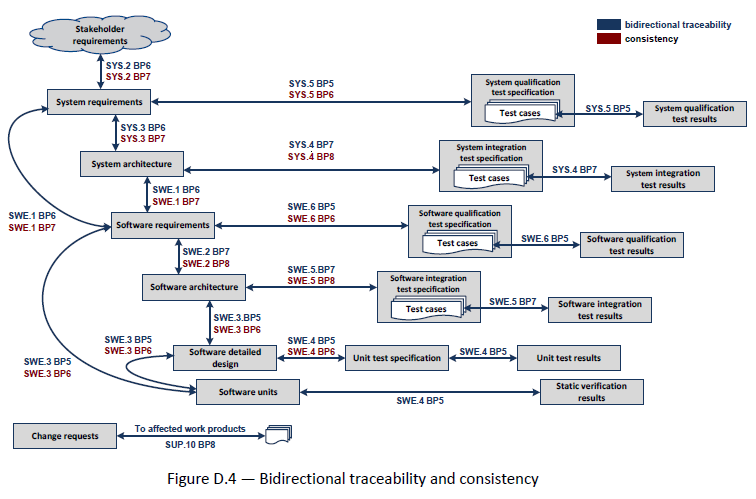 Stakeholder
requirements
bidirectional traceability
consistency
SYS.2 BP6
SYS.2 BP7
System requirements
SYS.5 BP5
SYS.5 BP6
System qualification
test specification
Test cases
SYS.5 BP5
System qualification
test results
SYS.3 BP6
SYS.3 BP7
System architecture
SYS.4 BP7
SYS.4 BP8
System integration
test specification
Test cases
SYS.4 BP7
System integration
test results
SWE.1 BP6
SWE.1 BP7
SWE.1 BP6
SWE.1 BP7
Software requirements
SWE.6 BP5
SWE.6 BP6
Software qualification
test specification
Test cases
SWE.6 BP5
Software qualification
test results
SWE.2 BP7
SWE.2 BP8
Software architecture
SWE.5.BP7
SWE.5 BP8
Software integration
test specification
Test cases
SWE.5 BP7
Software integration
test results
SWE.3.BP5
SWE.3 BP6
SWE.3 BP5
SWE.3 BP6
Software detailed
design
SWE.4 BP5
SWE.4 BP6
Unit test specification
SWE.4 BP5
Unit test results
SWE.3 BP5
SWE.3 BP6
Software units
SWE.4 BP5
Static verification
results
Change requests
To affected work products
SUP.10 BP8
Figure D.4 — Bidirectional traceability and consistency